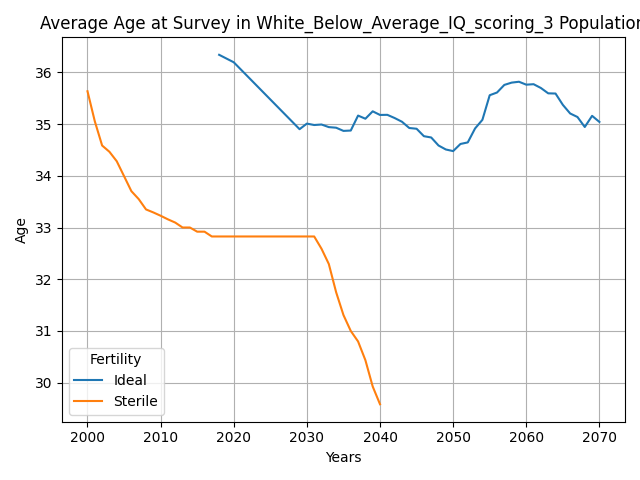 Average Age at Survey in White_Below_Average_IQ_scoring_3 Population
Age
36
35
34
33
32
31
30
Fertility
Ideal
Sterile
2000 2010 2020 2030 2040 2050 2060 2070
Years